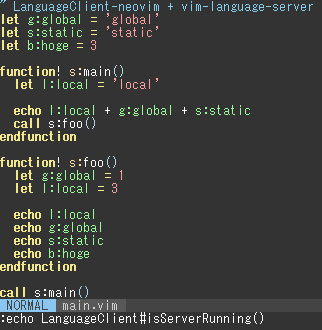 " LanguageClient-neovim + vim-language-server
let g:global = 'global'
let s:static = 'static'
let b:hoge = 3
function! s:main()
let l:local = 'local'
echo l:local + g:global + s:static
call s:foo()
endfunction
function! s:foo()
let g:global = 1
let l:local = 3
echo l:local
echo g:global
echo s:static
echo b:hoge
endfunction
call s:main()
NORMAL main.vim
:echo LanguageClient#isServerRunning()